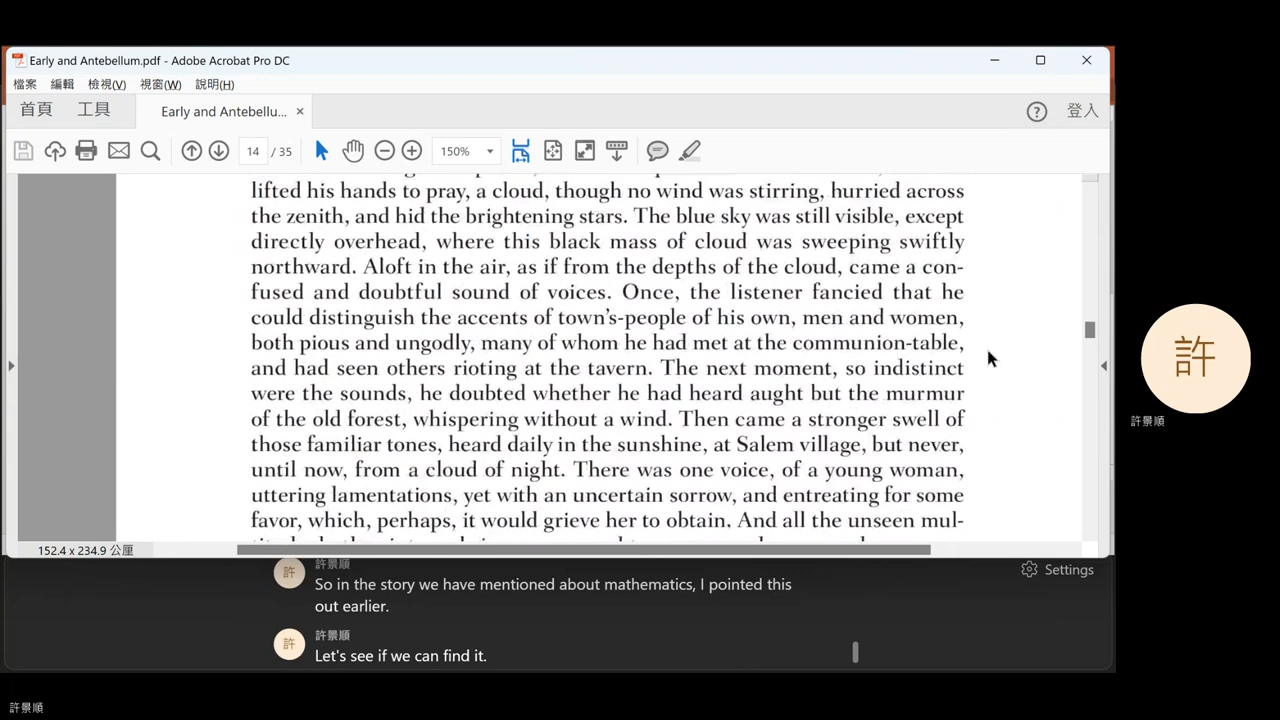 Early and Antebellum.pdf - Adobe Acrobat Pro DC
檔案 編輯 檢視(V) 視窗(W) 說明(H)
首頁 工具 Early and Antebellu... × 登入
14 / 35 150%
lifted his hands to pray, a cloud, though no wind was stirring, hurried across
the zenith, and hid the brightening stars. The blue sky was still visible, except
directly overhead, where this black mass of cloud was sweeping swiftly
northward. Aloft in the air, as if from the depths of the cloud, came a con-
fused and doubtful sound of voices. Once, the listener fancied that he
could distinguish the accents of town's-people of his own, men and women,
both pious and ungodly, many of whom he had met at the communion-table,
and had seen others rioting at the tavern. The next moment, so indistinct
were the sounds, he doubted whether he had heard aught but the murmur
of the old forest, whispering without a wind. Then came a stronger swell of
those familiar tones, heard daily in the sunshine, at Salem village, but never,
until now, from a cloud of night. There was one voice, of a young woman,
uttering lamentations, yet with an uncertain sorrow, and entreating for some
favor, which, perhaps, it would grieve her to obtain. And all the unseen mul-
152.4 x 234.9 公厘
許
許景順
許
許景順
So in the story we have mentioned about mathematics, I pointed this
out earlier.
Settings
許
許景順
Let's see if we can find it.
許景順